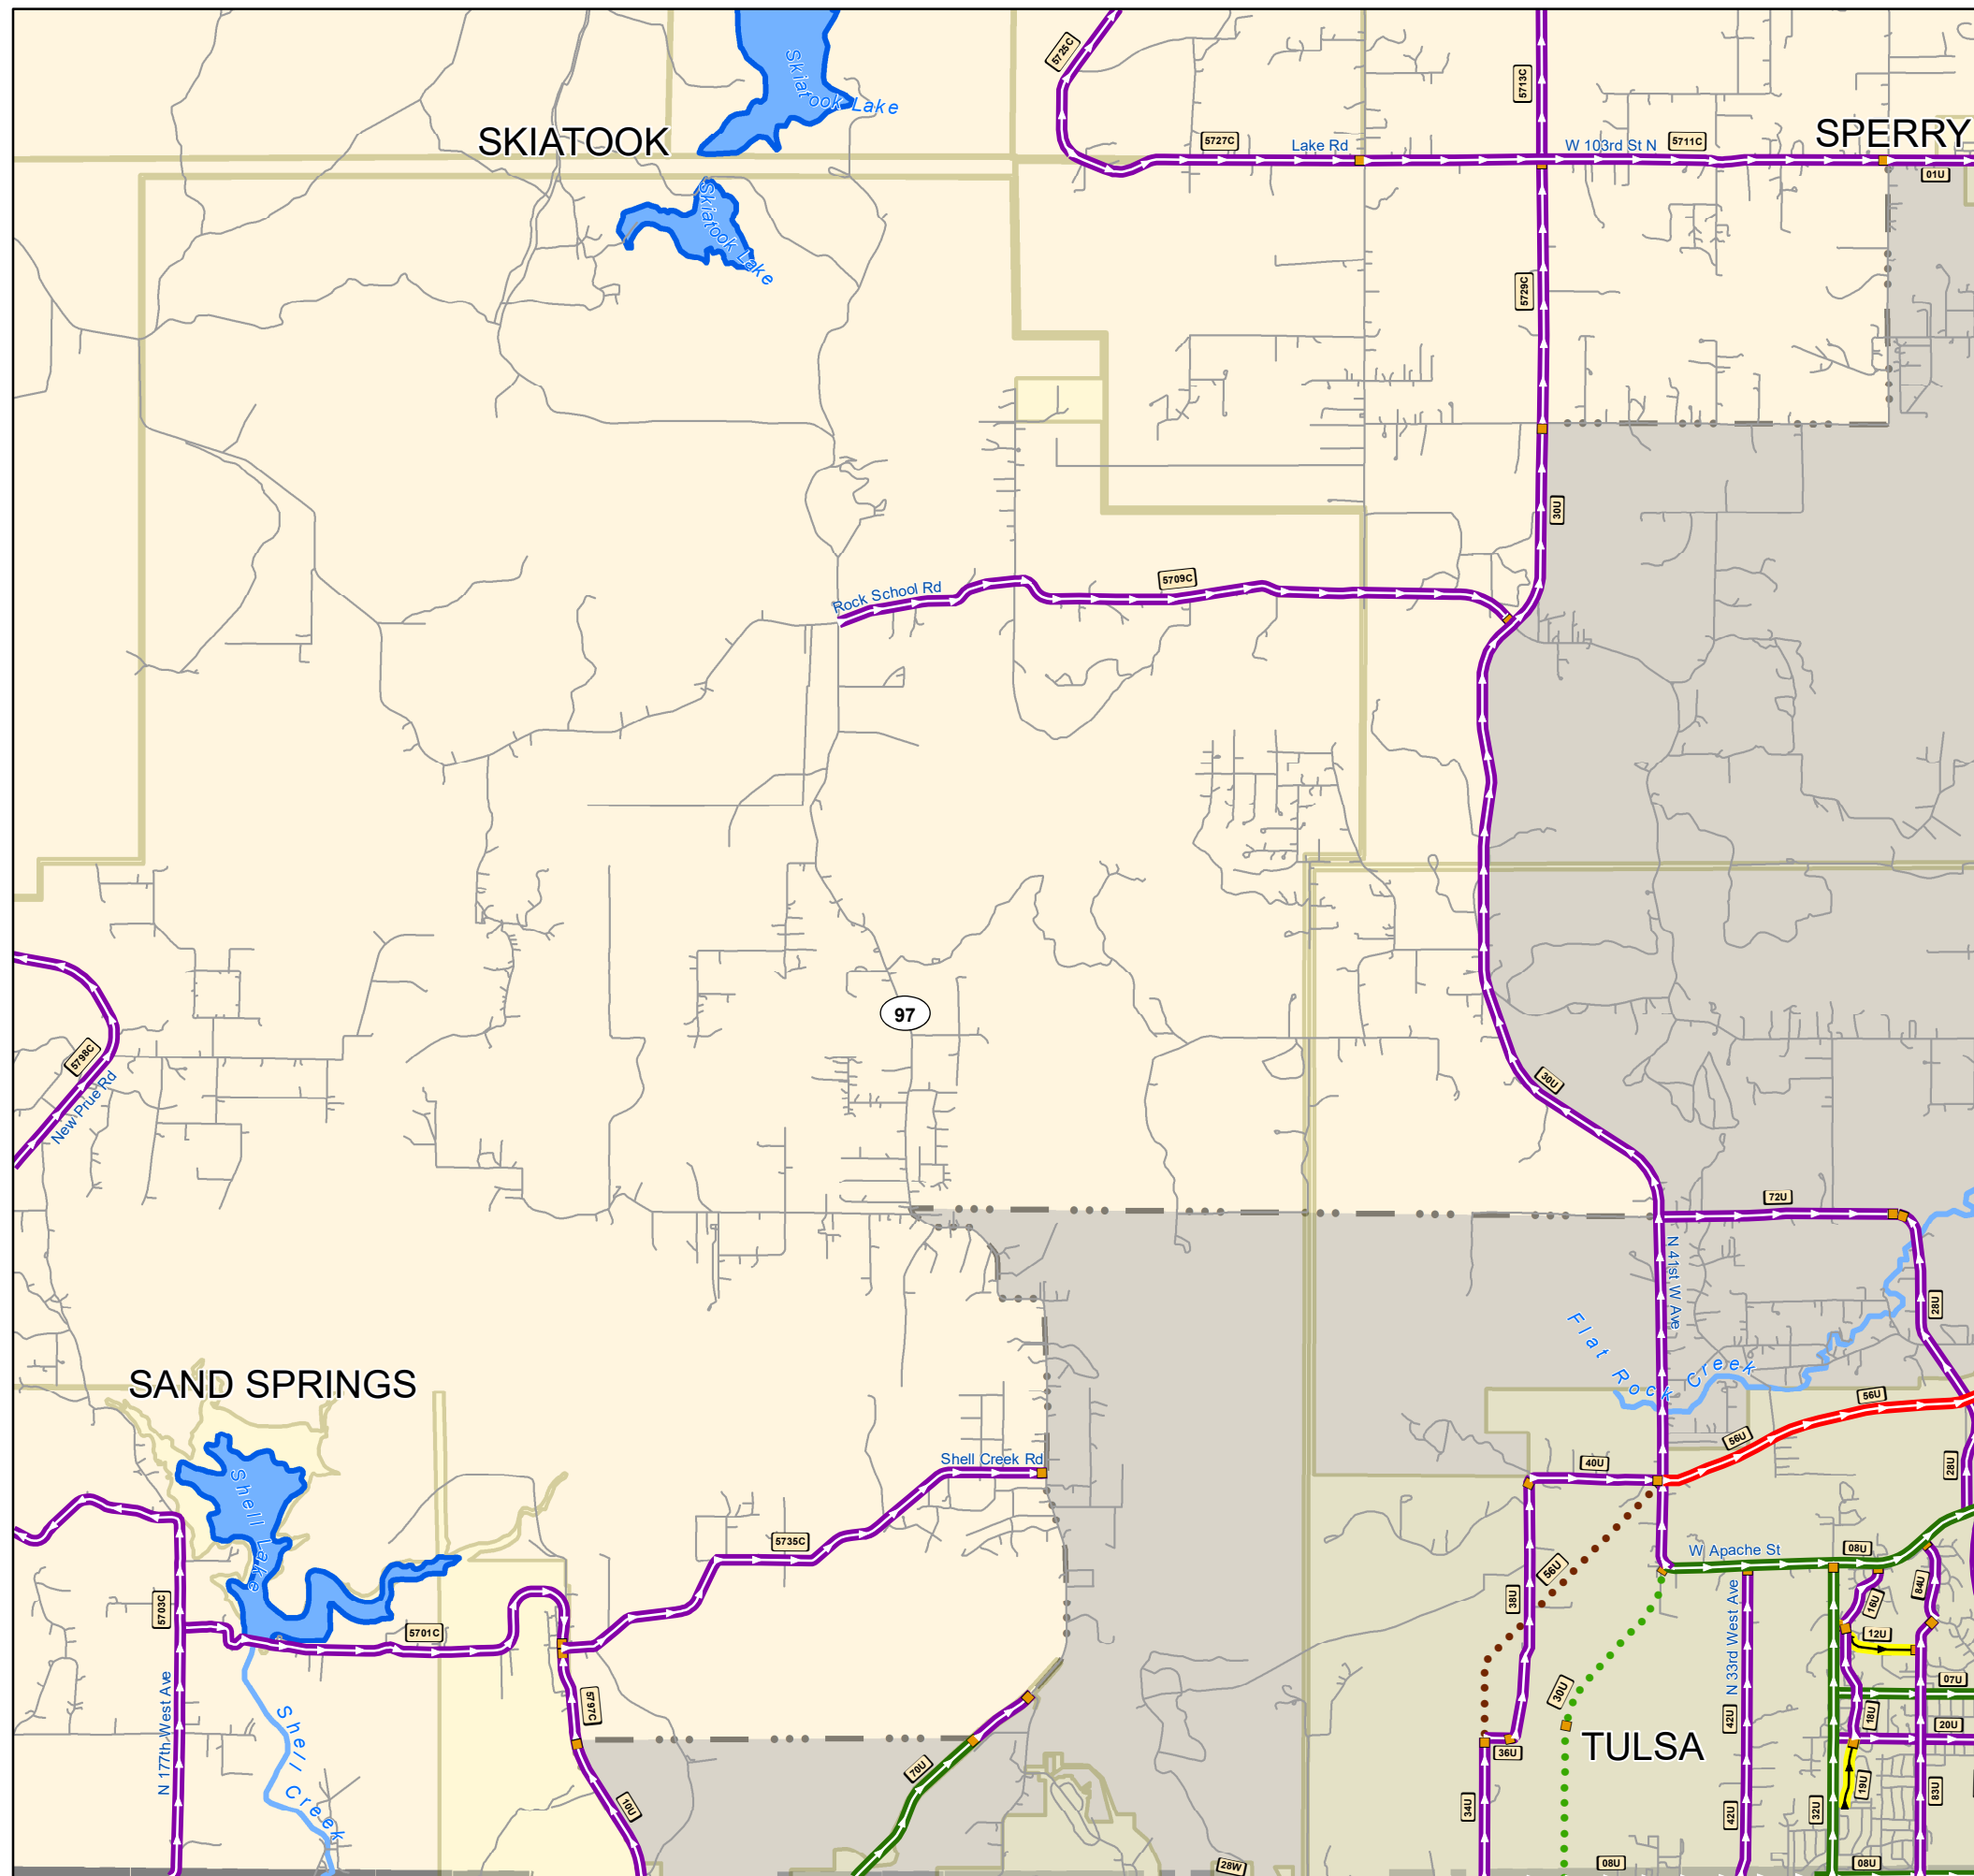 5725C
5713C
Skiatook Lake
SKIATOOK
5727C
Lake Rd
W 103rd St N
5711C
SPERRY
01U
Skiatook Lake
5729C
30U
5709C
Rock School Rd
97
5798C
New Prue Rd
30U
72U
N 41st W Ave
28U
Flat Rock Creek
SAND SPRINGS
56U
56U
Shell Creek Rd
40U
28U
Shell Lake
5735C
W Apache St
08U
56U
38U
84U
16U
N 33rd West Ave
5703C
5701C
12U
07U
30U
5797C
N 177th West Ave
42U
18U
20U
TULSA
36U
Shell Creek
70U
19U
83U
10U
34U
42U
32U
28W
08U
08U